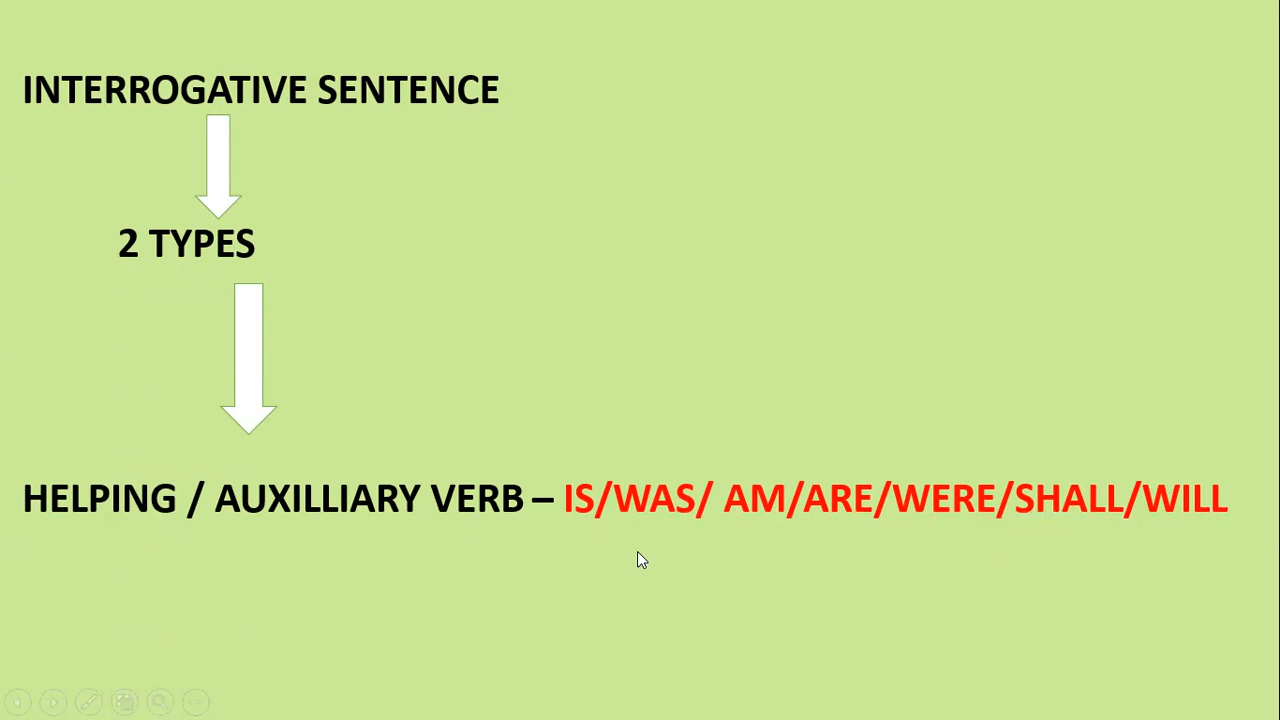 INTERROGATIVE SENTENCE
2 TYPES
HELPING / AUXILLIARY VERB – IS/WAS/ AM/ARE/WERE/SHALL/WILL